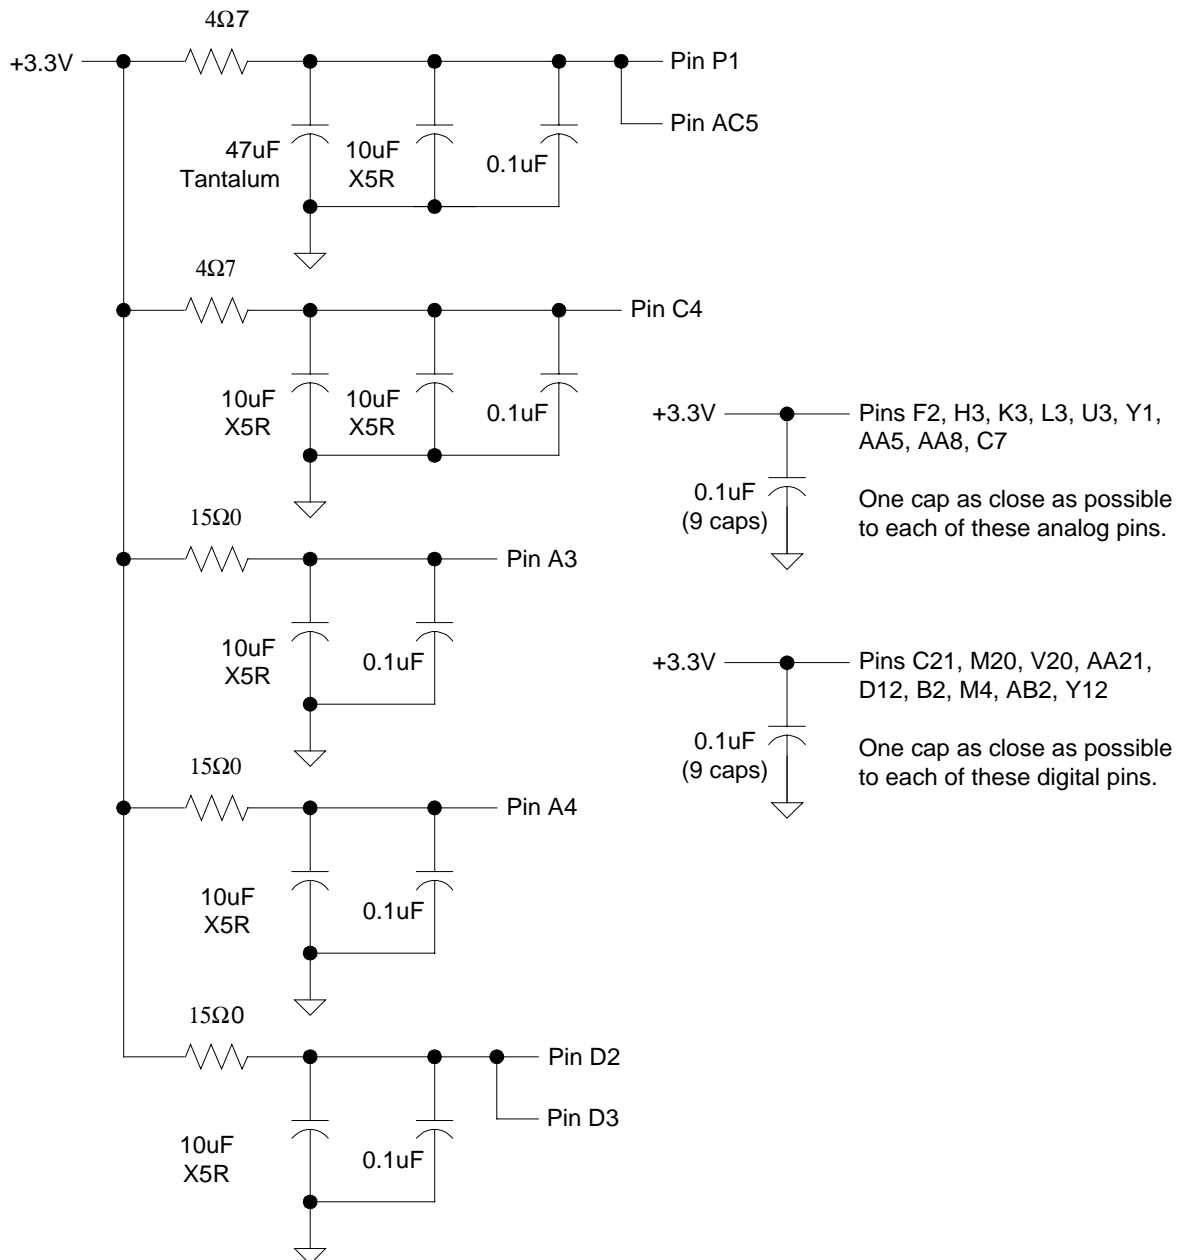 4Ω7
+3.3V
Pin P1
Pin AC5
47uF
Tantalum
10uF
X5R
0.1uF
4Ω7
Pin C4
10uF
X5R
10uF
X5R
0.1uF
15Ω0
Pin A3
10uF
X5R
0.1uF
15Ω0
Pin A4
10uF
X5R
0.1uF
15Ω0
Pin D2
Pin D3
10uF
X5R
0.1uF
+3.3V
Pins F2, H3, K3, L3, U3, Y1,
AA5, AA8, C7
0.1uF
(9 caps)
One cap as close as possible
to each of these analog pins.
+3.3V
Pins C21, M20, V20, AA21,
D12, B2, M4, AB2, Y12
0.1uF
(9 caps)
One cap as close as possible
to each of these digital pins.